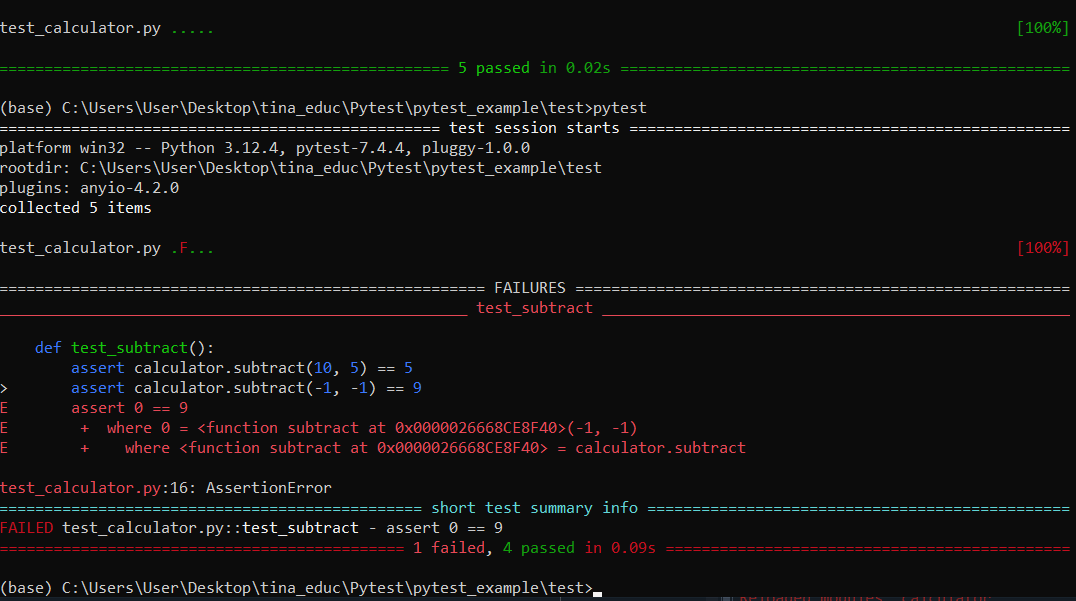 test_calculator.py ..... [100%]
================================================== 5 passed in 0.02s ==================================================
(base) C:\Users\User\Desktop\tina_educ\Pytest\pytest_example\test>pytest
================================================= test session starts =================================================
platform win32 -- Python 3.12.4, pytest-7.4.4, pluggy-1.0.0
rootdir: C:\Users\User\Desktop\tina_educ\Pytest\pytest_example\test
plugins: anyio-4.2.0
collected 5 items
test_calculator.py .F... [100%]
====================================================== FAILURES =======================================================
____________________________________________________ test_subtract ____________________________________________________
    def test_subtract():
        assert calculator.subtract(10, 5) == 5
>       assert calculator.subtract(-1, -1) == 9
E       assert 0 == 9
E        +  where 0 = <function subtract at 0x0000026668CE8F40>(-1, -1)
E        +    where <function subtract at 0x0000026668CE8F40> = calculator.subtract
test_calculator.py:16: AssertionError
=============================================== short test summary info ===============================================
FAILED test_calculator.py::test_subtract - assert 0 == 9
============================================= 1 failed, 4 passed in 0.09s =============================================
(base) C:\Users\User\Desktop\tina_educ\Pytest\pytest_example\test>